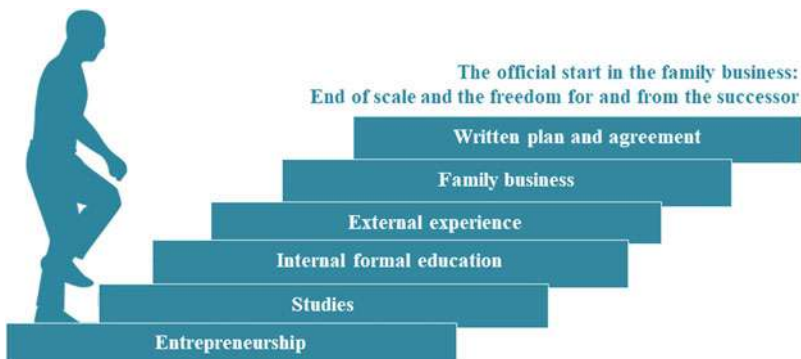 The official start in the family business:
End of scale and the freedom for and from the successor
Written plan and agreement
Family business
External experience
Internal formal education
Studies
Entrepreneurship